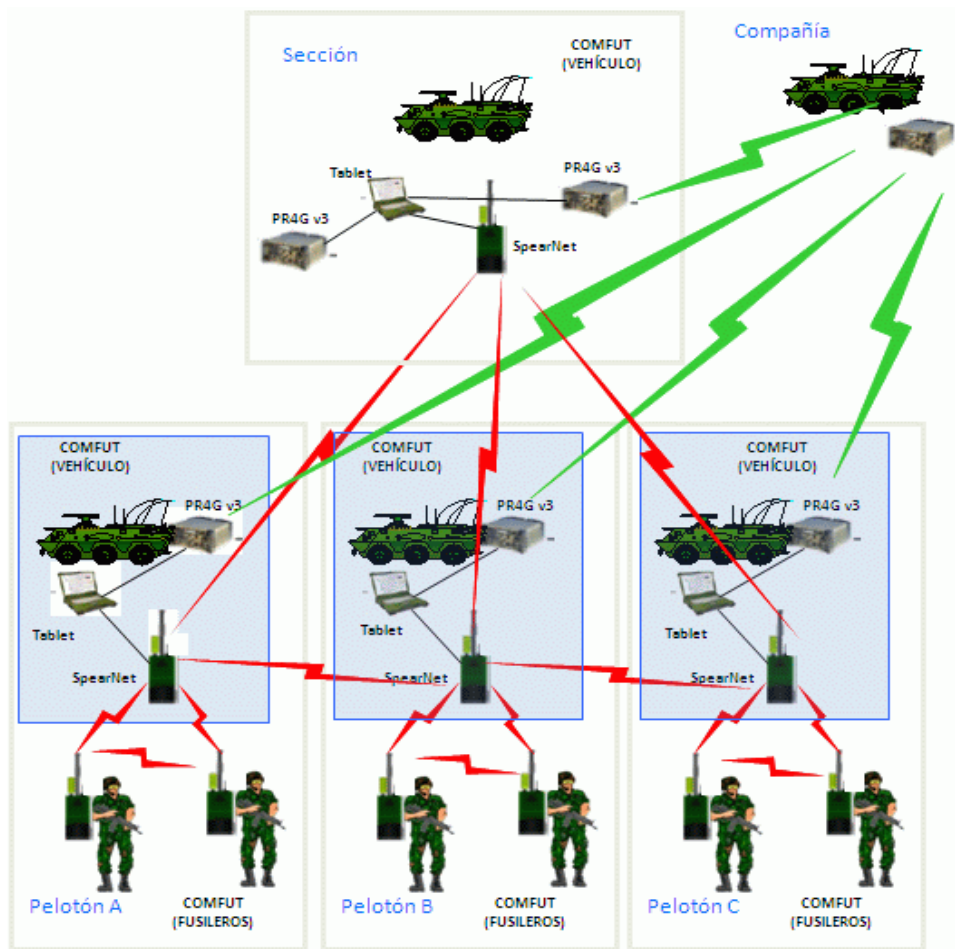 Sección
COMFUT
(VEHÍCULO)
Compañía
Tablet
PR4G v3
PR4G v3
SpearNet
COMFUT
(VEHÍCULO)
COMFUT
(VEHÍCULO)
COMFUT
(VEHÍCULO)
PR4G v3
PR4G v3
PR4G v3
Tablet
Tablet
Tablet
SpearNet
SpearNet
SpearNet
Pelotón A
COMFUT
(FUSILEROS)
Pelotón B
COMFUT
(FUSILEROS)
Pelotón C
COMFUT
(FUSILEROS)